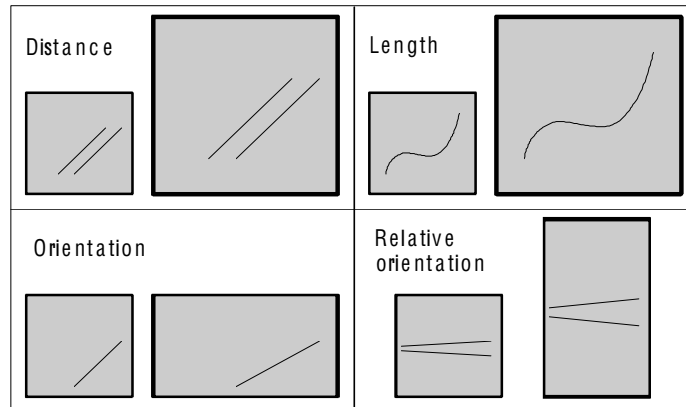 Distance
Length
Orientation
Relative
orientation